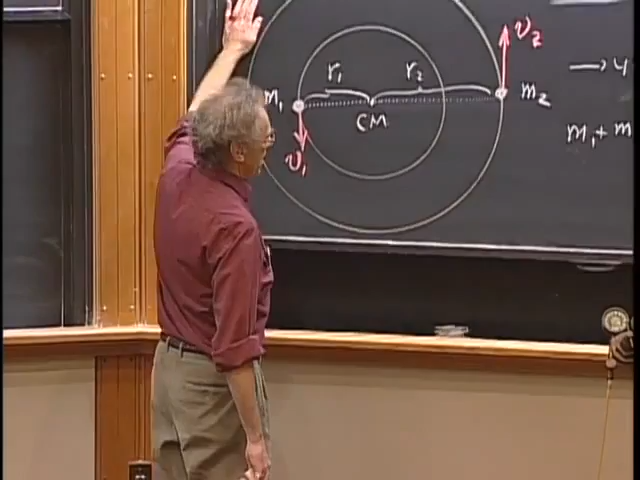 v₂
r₁ r₂
m₁ m₂
CM
v₁
m₁+m